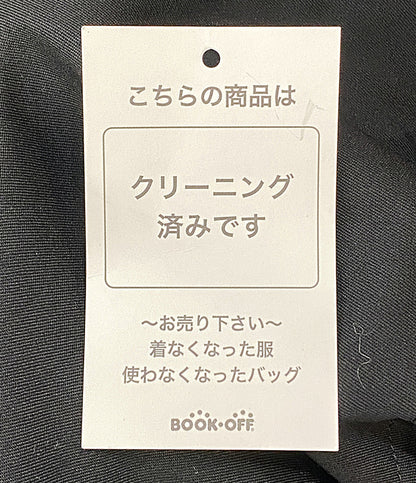 こちらの商品は
クリーニング
済みです
〜お売り下さい〜
着なくなった服
使わなくなったバッグ
BOOK・OFF